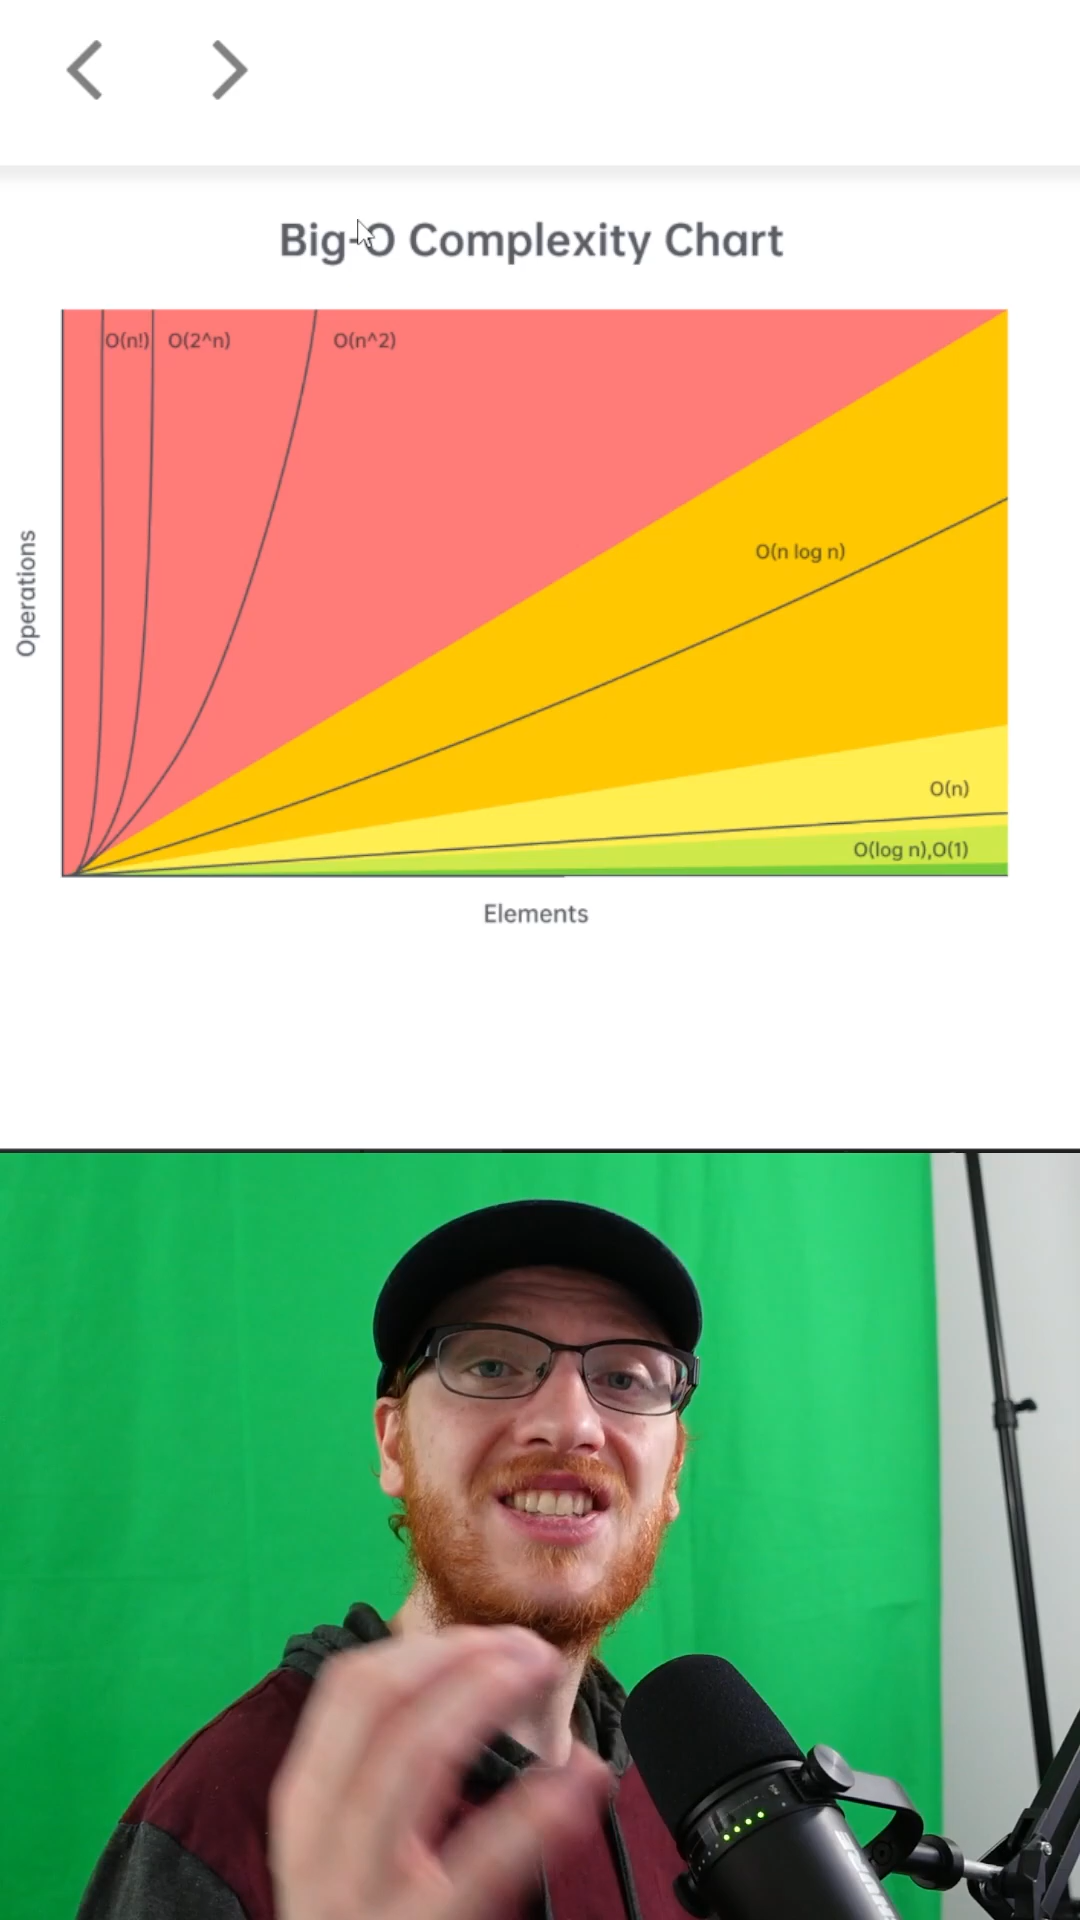 Big-O Complexity Chart
O(n!)
O(2^n)
O(n^2)
O(n log n)
O(n)
O(log n),O(1)
Operations
Elements